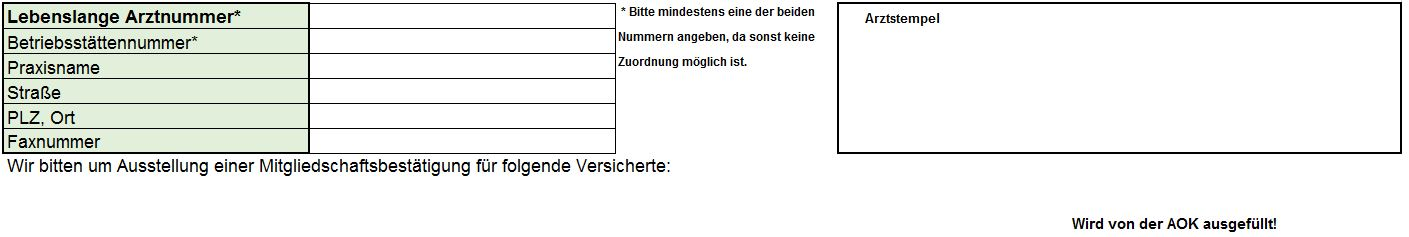 Lebenslange Arztnummer*
Betriebsstättennummer*
Praxisname
Straße
PLZ, Ort
Faxnummer
* Bitte mindestens eine der beiden
Nummern angeben, da sonst keine
Zuordnung möglich ist.
Arztstempel
Wir bitten um Ausstellung einer Mitgliedschaftsbestätigung für folgende Versicherte:
Wird von der AOK ausgefüllt!